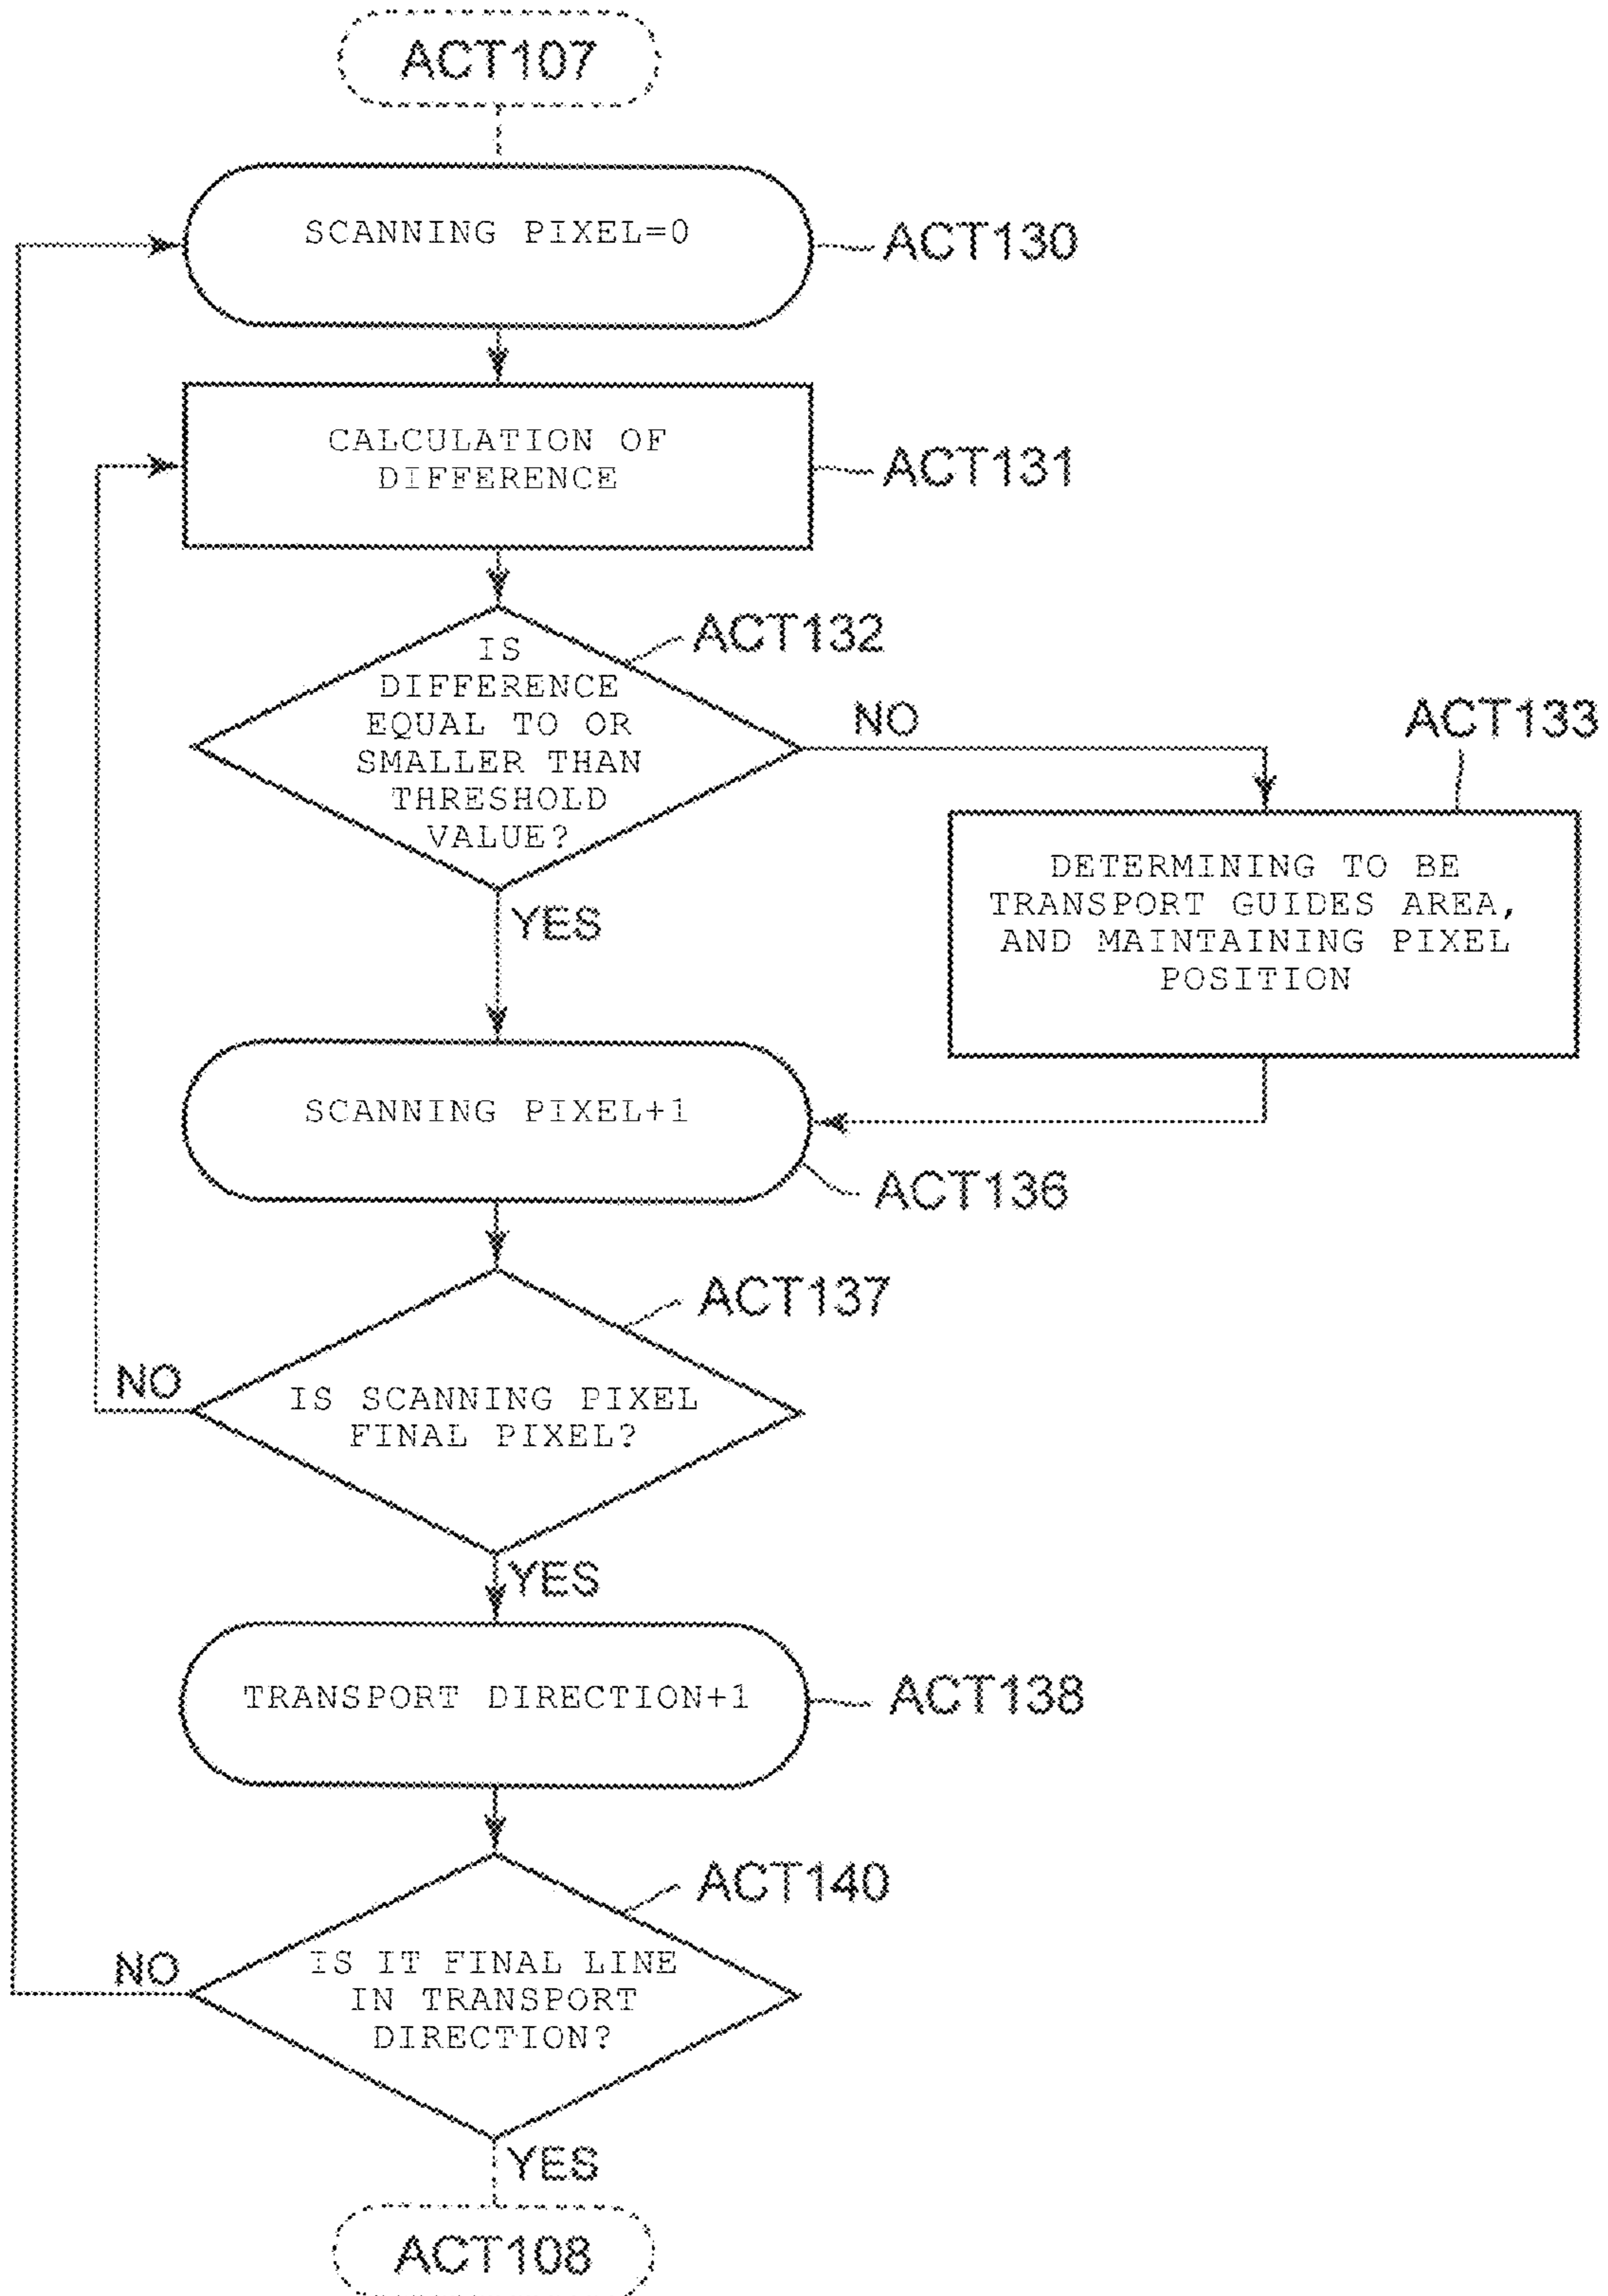 ACT107
SCANNING PIXEL=0
ACT130
CALCULATION OF
DIFFERENCE
ACT131
ACT132
IS
DIFFERENCE
EQUAL TO OR
SMALLER THAN
THRESHOLD
VALUE?
NO
YES
ACT133
DETERMINING TO BE
TRANSPORT GUIDES AREA,
AND MAINTAINING PIXEL
POSITION
SCANNING PIXEL+1
ACT136
ACT137
IS SCANNING PIXEL
FINAL PIXEL?
NO
YES
TRANSPORT DIRECTION+1
ACT138
ACT140
IS IT FINAL LINE
IN TRANSPORT
DIRECTION?
NO
YES
ACT108